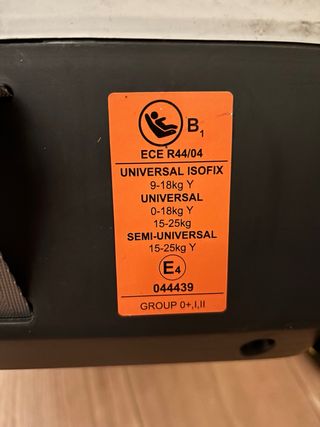 B1
ECE R44/04
UNIVERSAL ISOFIX
9-18kg Y
UNIVERSAL
0-18kg Y
15-25kg
SEMI-UNIVERSAL
15-25kg Y
E4
044439
GROUP 0+,I,II